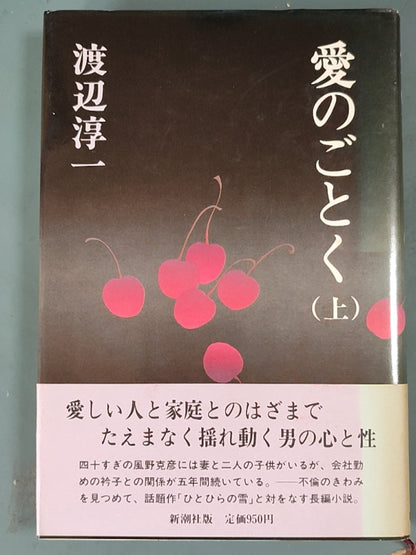 愛のごとく(上)
渡辺淳一
愛しい人と家庭とのはざまで
たえまなく揺れ動く男の心と性
四十すぎの風野克彦には妻と二人の子供がいるが、会社勤
めの衿子との関係が五年間続いている。――不倫のきわみ
を見つめて、話題作「ひとひらの雪」と対をなす長編小説。
新潮社版 定価950円